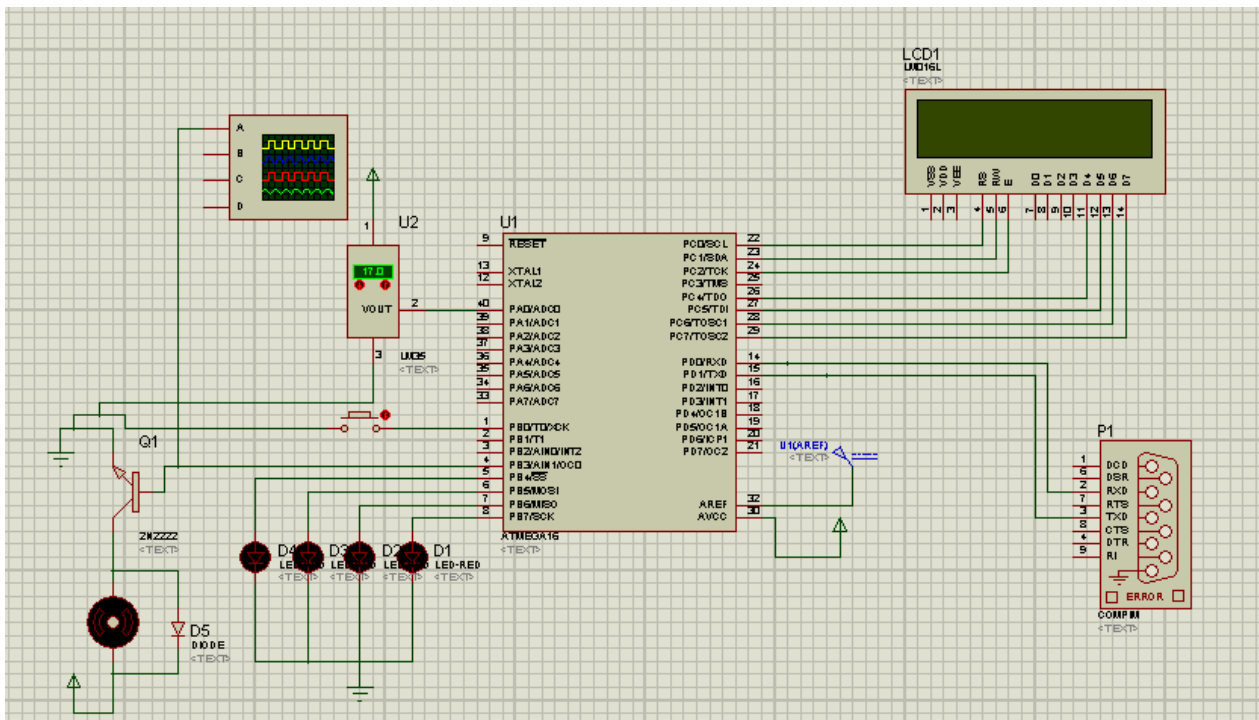 LCD1
LM016L
<TEXT>
VSS
VDD
VEE
RS
RW
E
D0
D1
D2
D3
D4
D5
D6
D7
1
2
3
4
5
6
7
8
9
10
11
12
13
14
A
B
C
D
1
U2
17.0
VOUT
2
3
LM35
<TEXT>
U1
9
RESET
13
XTAL1
12
XTAL2
40
PA0/ADC0
39
PA1/ADC1
38
PA2/ADC2
37
PA3/ADC3
36
PA4/ADC4
35
PA5/ADC5
34
PA6/ADC6
33
PA7/ADC7
1
PB0/T0/XCK
2
PB1/T1
3
PB2/AIN0/INT2
4
PB3/AIN1/OC0
5
PB4/SS
6
PB5/MOSI
7
PB6/MISO
8
PB7/SCK
PC0/SCL
22
PC1/SDA
23
PC2/TCK
24
PC3/TMS
25
PC4/TDO
26
PC5/TDI
27
PC6/TOSC1
28
PC7/TOSC2
29
PD0/RXD
14
PD1/TXD
15
PD2/INT0
16
PD3/INT1
17
PD4/OC1B
18
PD5/OC1A
19
PD6/ICP1
20
PD7/OC2
21
AREF
32
AVCC
30
ATMEGA16
<TEXT>
U1(AREF)
<TEXT>
P1
1
DCD
6
DSR
2
RXD
7
RTS
3
TXD
8
CTS
4
DTR
9
RI
ERROR
COMPIM
<TEXT>
Q1
2N2222
<TEXT>
D4
D3
D2
D1
LED-RED
<TEXT>
D5
DIODE
<TEXT>